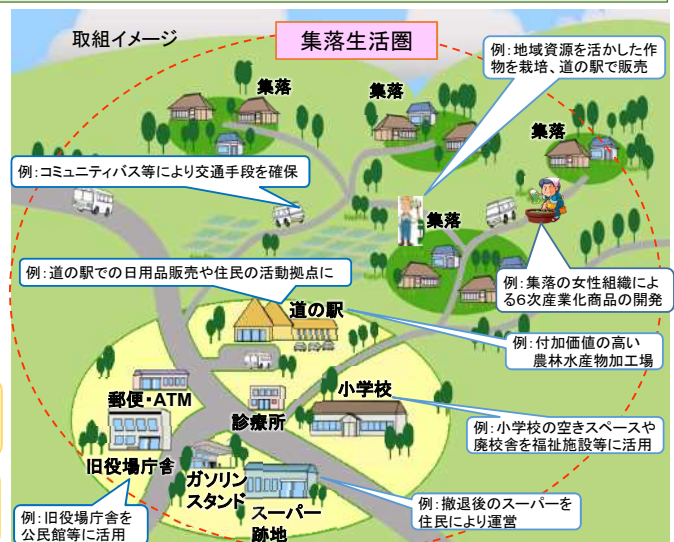 取組イメージ
集落生活圏
例：地域資源を活かした作
物を栽培、道の駅で販売
集落
集落
集落
例：コミュニティバス等により交通手段を確保
集落
例：道の駅での日用品販売や住民の活動拠点に
例：集落の女性組織によ
る６次産業化商品の開発
道の駅
例：付加価値の高い
農林水産物加工場
郵便・ATM
診療所
小学校
例：小学校の空きスペースや
廃校舎を福祉施設等に活用
旧役場庁舎
ガソリン
スタンド
スーパー
跡地
例：撤退後のスーパーを
住民により運営
例：旧役場庁舎を
公民館等に活用